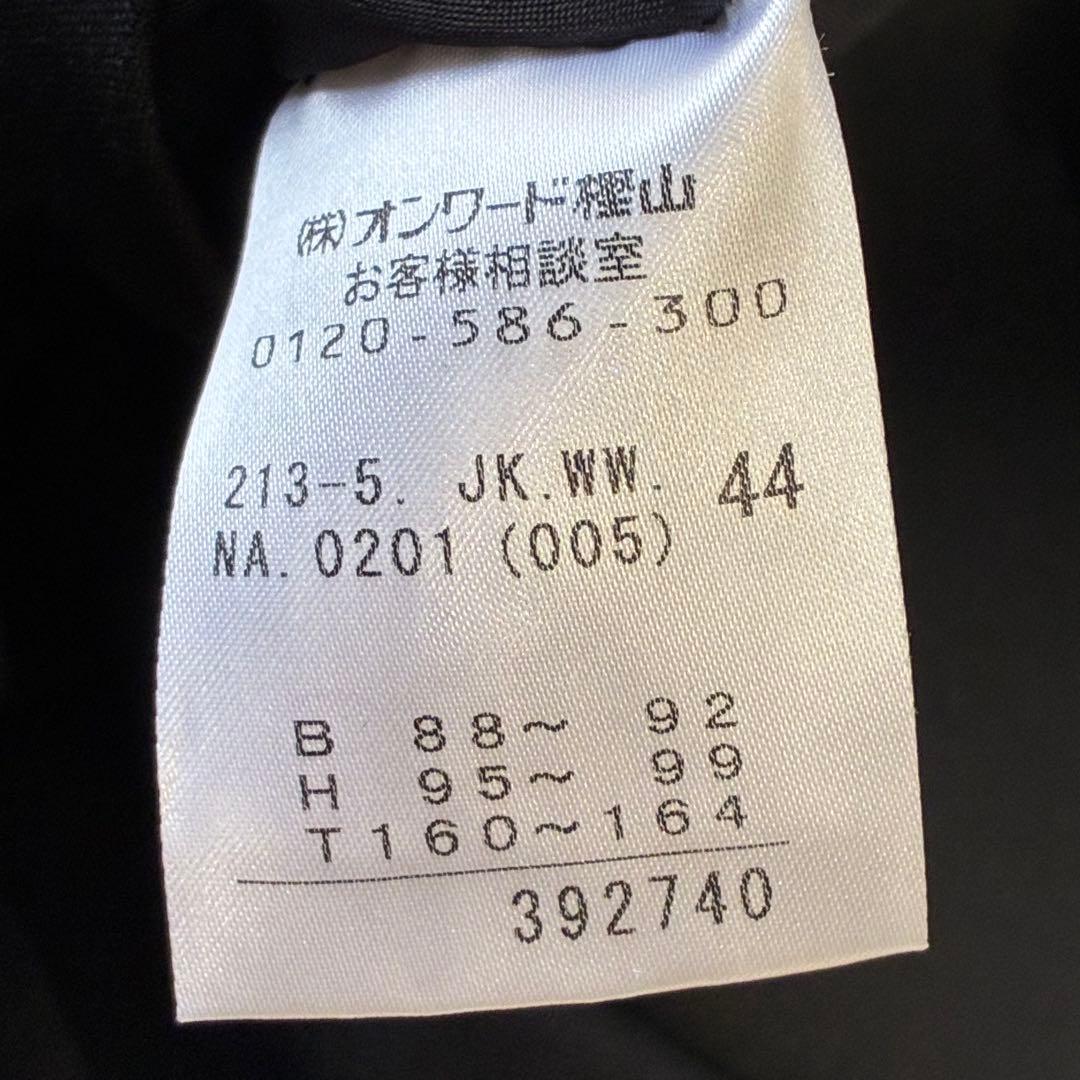 (株)オンワード樫山
お客様相談室
0120-586-300
213-5. JK.WW. 44
NA.0201(005)
B 88～ 92
H 95～ 99
T160～164
392740